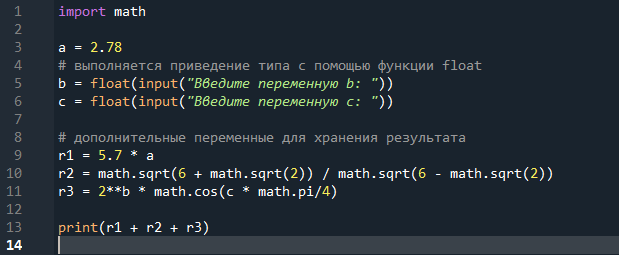 1 import math
2
3 a = 2.78
4 # выполняется приведение типа с помощью функции float
5 b = float(input("Введите переменную b: "))
6 c = float(input("Введите переменную c: "))
7
8 # дополнительные переменные для хранения результата
9 r1 = 5.7 * a
10 r2 = math.sqrt(6 + math.sqrt(2)) / math.sqrt(6 - math.sqrt(2))
11 r3 = 2**b * math.cos(c * math.pi/4)
12
13 print(r1 + r2 + r3)
14